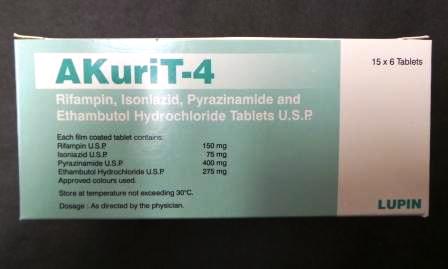 AKuriT-4
15 x 6 Tablets
Rifampin, Isoniazid, Pyrazinamide and
Ethambutol Hydrochloride Tablets U.S.P.
Each film coated tablet contains:
Rifampin U.S.P. 150 mg
Isoniazid U.S.P. 75 mg
Pyrazinamide U.S.P. 400 mg
Ethambutol Hydrochloride U.S.P. 275 mg
Approved colours used.
Store at temperature not exceeding 30°C.
Dosage : As directed by the physician.
LUPIN